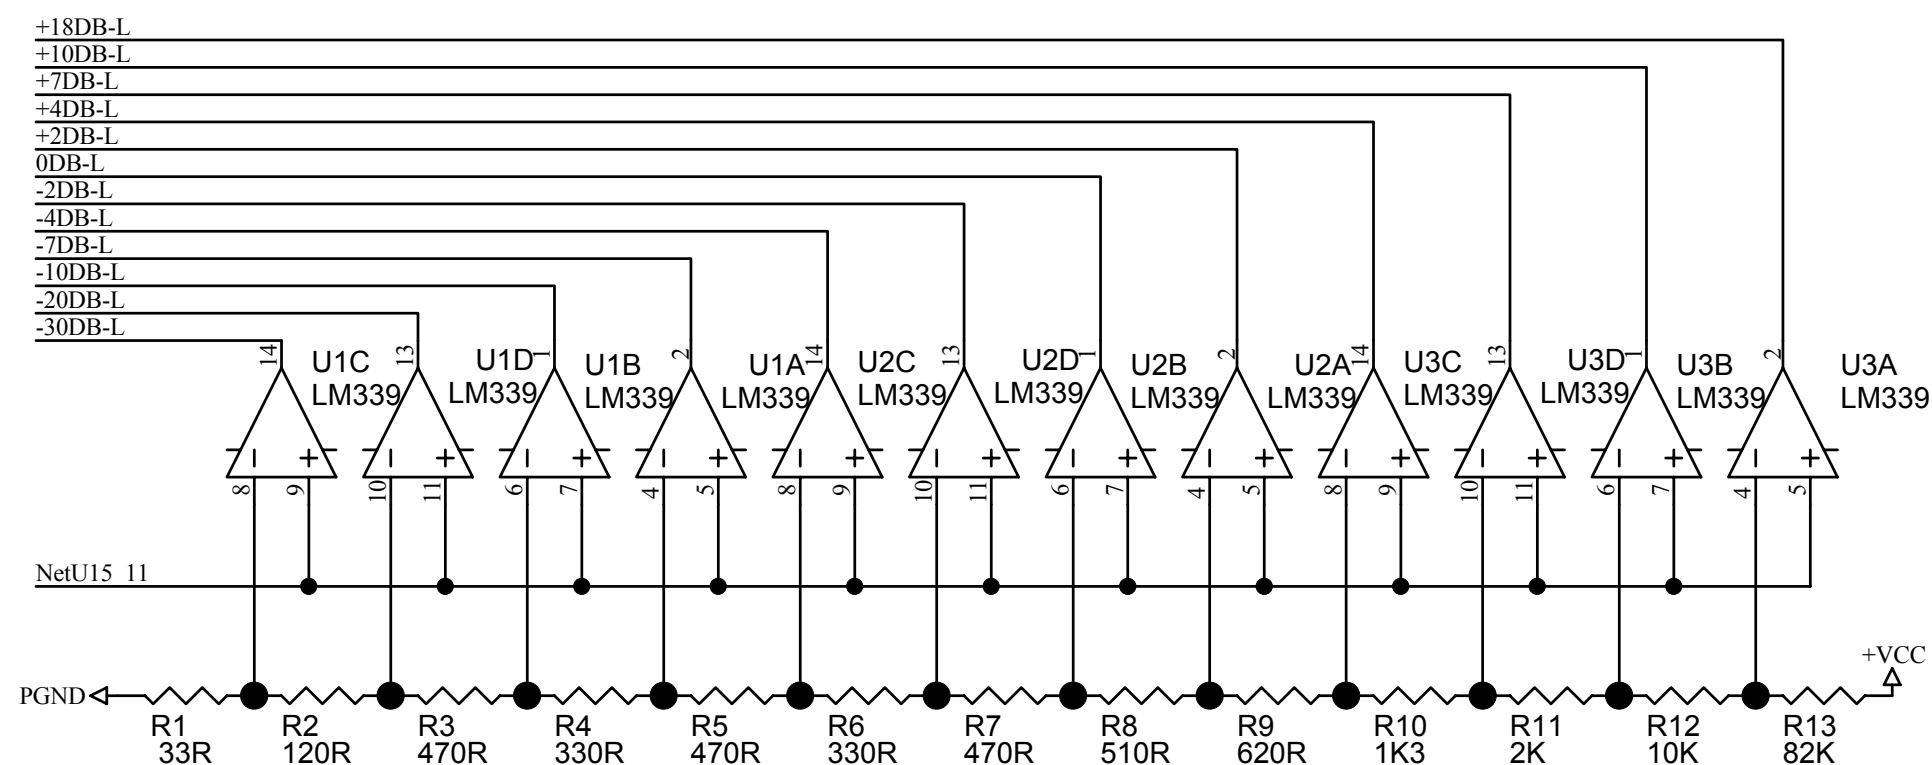 +18DB-L
+10DB-L
+7DB-L
+4DB-L
+2DB-L
0DB-L
-2DB-L
-4DB-L
-7DB-L
-10DB-L
-20DB-L
-30DB-L
14 U1C 13 U1D 1 U1B 2 U1A 14 U2C 13 U2D 1 U2B 2 U2A 14 U3C 13 U3D 1 U3B 2 U3A
LM339 LM339 LM339 LM339 LM339 LM339 LM339 LM339 LM339 LM339 LM339 LM339
- + - + - + - + - + - + - + - + - + - + - + - +
8 9 10 11 6 7 4 5 8 9 10 11 6 7 4 5 8 9 10 11 6 7 4 5
NetU15 11
+VCC
PGND
R1 R2 R3 R4 R5 R6 R7 R8 R9 R10 R11 R12 R13
33R 120R 470R 330R 470R 330R 470R 510R 620R 1K3 2K 10K 82K